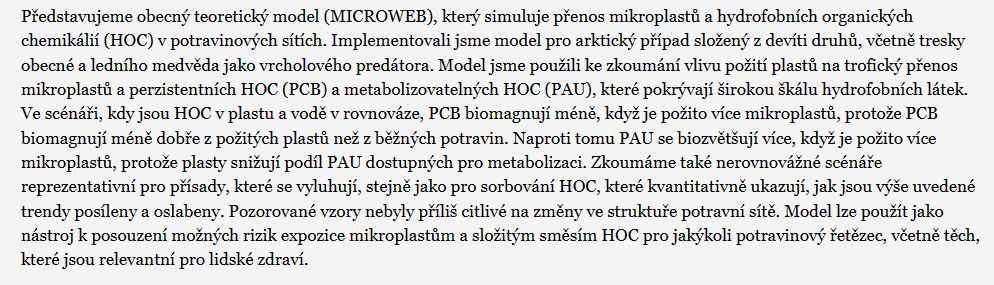 Představujeme obecný teoretický model (MICROWEB), který simuluje přenos mikroplastů a hydrofobních organických
chemikálií (HOC) v potravinových sítích. Implementovali jsme model pro arktický případ složený z devíti druhů, včetně tresky
obecné a ledního medvěda jako vrcholového predátora. Model jsme použili ke zkoumání vlivu požití plastů na trofický přenos
mikroplastů a perzistentních HOC (PCB) a metabolizovatelných HOC (PAU), které pokrývají širokou škálu hydrofobních látek.
Ve scénáři, kdy jsou HOC v plastu a vodě v rovnováze, PCB biomagnují méně, když je požito více mikroplastů, protože PCB
biomagnují méně dobře z požitých plastů než z běžných potravin. Naproti tomu PAU se biozvětšují více, když je požito více
mikroplastů, protože plasty snižují podíl PAU dostupných pro metabolizaci. Zkoumáme také nerovnovážné scénáře
reprezentativní pro přísady, které se vyluhují, stejně jako pro sorbování HOC, které kvantitativně ukazují, jak jsou výše uvedené
trendy posíleny a oslabeny. Pozorované vzory nebyly příliš citlivé na změny ve struktuře potravní sítě. Model lze použít jako
nástroj k posouzení možných rizik expozice mikroplastům a složitým směsím HOC pro jakýkoli potravinový řetězec, včetně těch,
které jsou relevantní pro lidské zdraví.